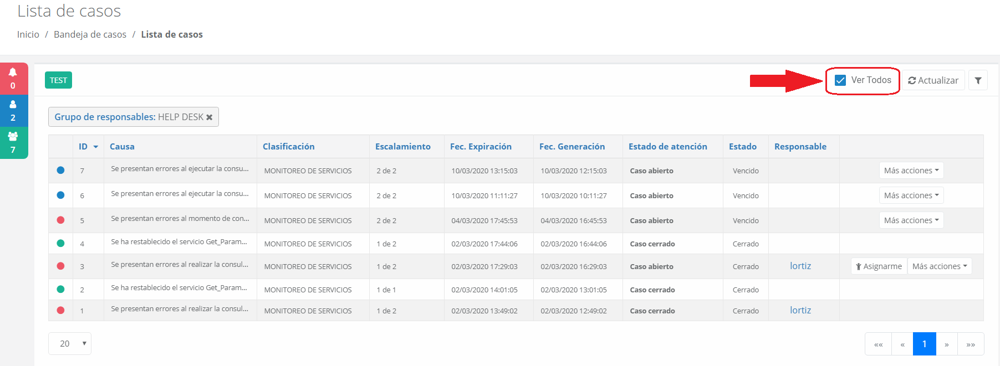 Lista de casos
Inicio / Bandeja de casos / Lista de casos
0
2
7
TEST
Ver Todos Actualizar
Grupo de responsables: HELP DESK
ID Causa Clasificación Escalamiento Fec. Expiración Fec. Generación Estado de atención Estado Responsable
7 Se presentan errores al ejecutar la consu... MONITOREO DE SERVICIOS 2 de 2 10/03/2020 13:15:03 10/03/2020 12:15:03 Caso abierto Vencido Más acciones
6 Se presentan errores al ejecutar la consu... MONITOREO DE SERVICIOS 2 de 2 10/03/2020 11:11:27 10/03/2020 10:11:27 Caso abierto Vencido Más acciones
5 Se presentan errores al momento de con... MONITOREO DE SERVICIOS 2 de 2 04/03/2020 17:45:53 04/03/2020 16:45:53 Caso abierto Vencido Más acciones
4 Se ha restablecido el servicio Get_Param... MONITOREO DE SERVICIOS 1 de 2 02/03/2020 17:44:06 02/03/2020 16:44:06 Caso cerrado Cerrado
3 Se presentan errores al realizar la consul... MONITOREO DE SERVICIOS 1 de 2 02/03/2020 17:29:03 02/03/2020 16:29:03 Caso abierto Cerrado lortiz Asignarme Más acciones
2 Se ha restablecido el servicio Get_Param... MONITOREO DE SERVICIOS 1 de 1 02/03/2020 14:01:05 02/03/2020 13:01:05 Caso cerrado Cerrado
1 Se presentan errores al realizar la consul... MONITOREO DE SERVICIOS 1 de 2 02/03/2020 13:49:02 02/03/2020 12:49:02 Caso cerrado Cerrado lortiz
20 «« « 1 » »»